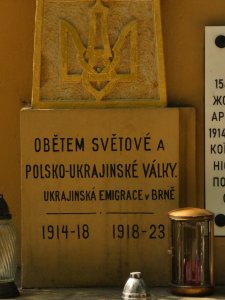 OBĚTEM SVĚTOVÉ A
POLSKO-UKRAJINSKÉ VÁLKY.
UKRAJINSKÁ EMIGRACE V BRNĚ
1914-18 1918-23